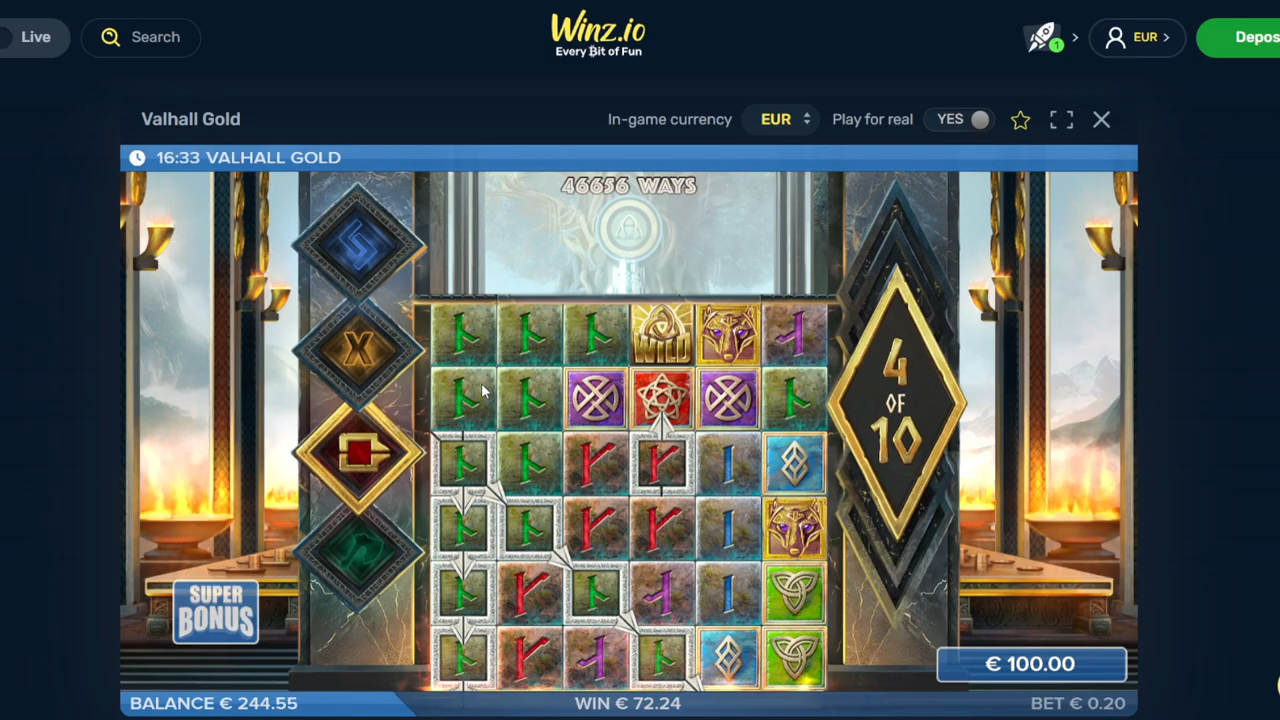 Live
Search
Winz.io
Every Bit of Fun
1
EUR
Depos
Valhall Gold
In-game currency
EUR
Play for real
YES
16:33 VALHALL GOLD
46656 WAYS
X
WILD
4
OF
10
SUPER
BONUS
€ 100.00
BALANCE € 244.55
WIN € 72.24
BET € 0.20